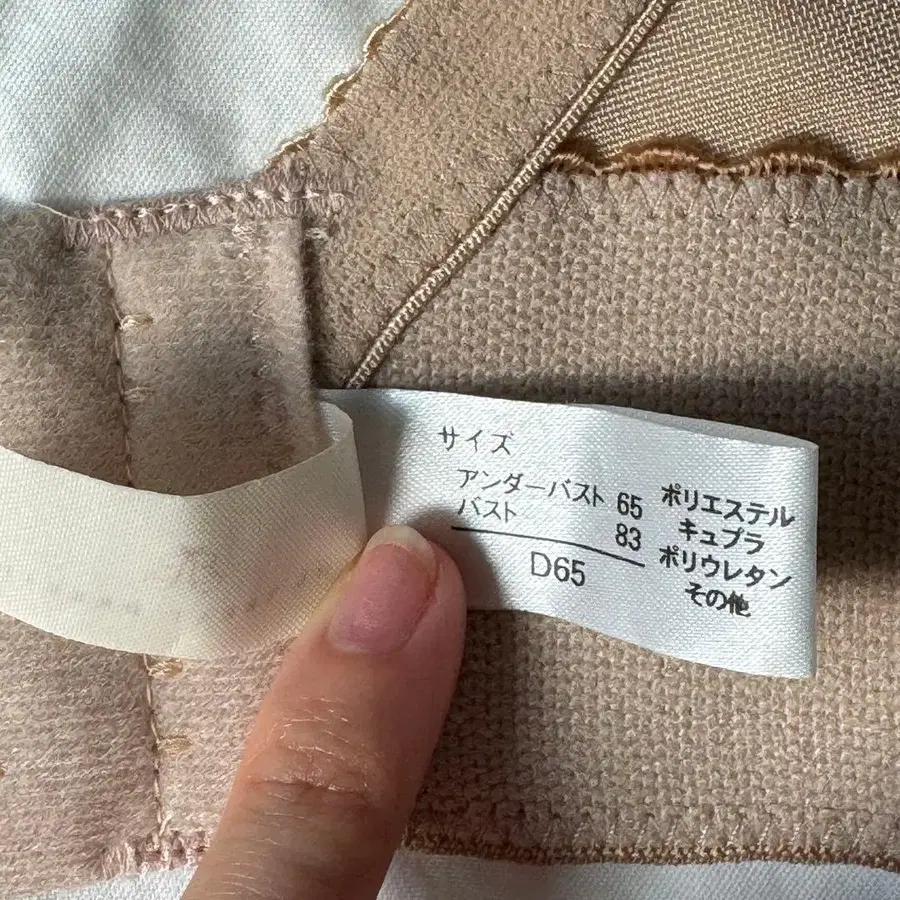 サイズ
アンダーバスト 65
バスト 83
D65
ポリエステル
キュプラ
ポリウレタン
その他